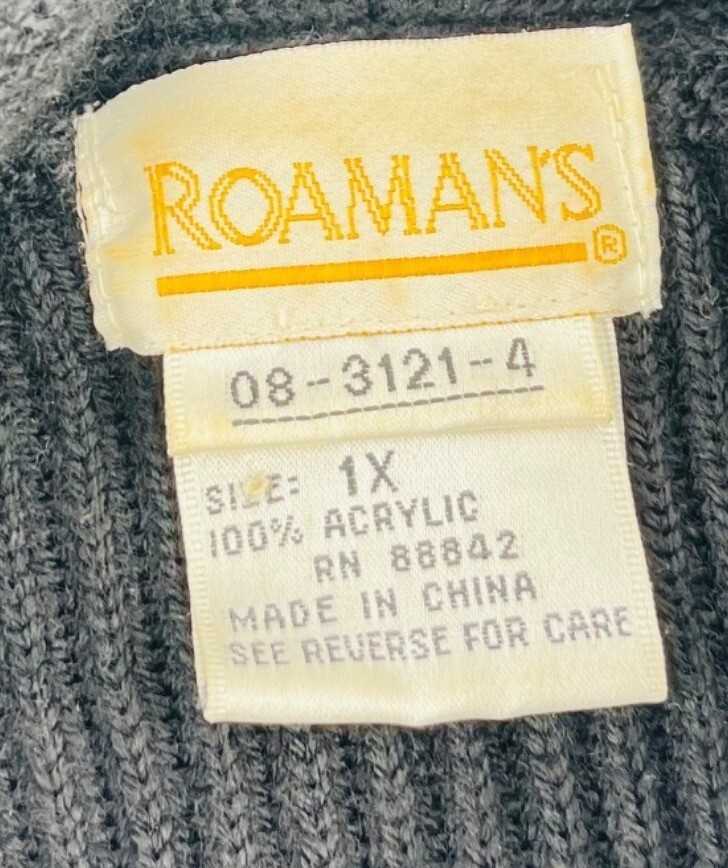 ROAMAN'S®
08-3121-4
SIZE: 1X
100% ACRYLIC
RN 88842
MADE IN CHINA
SEE REVERSE FOR CARE